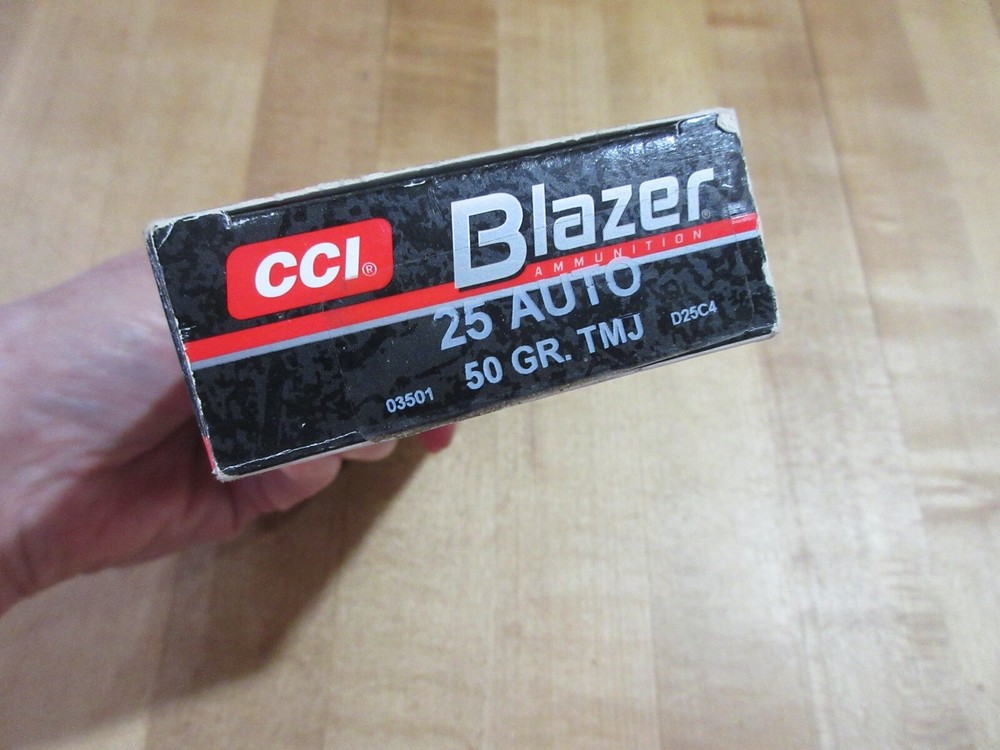 CCI®
Blazer®
AMMUNITION
25 AUTO
50 GR. TMJ
03501
D25C4